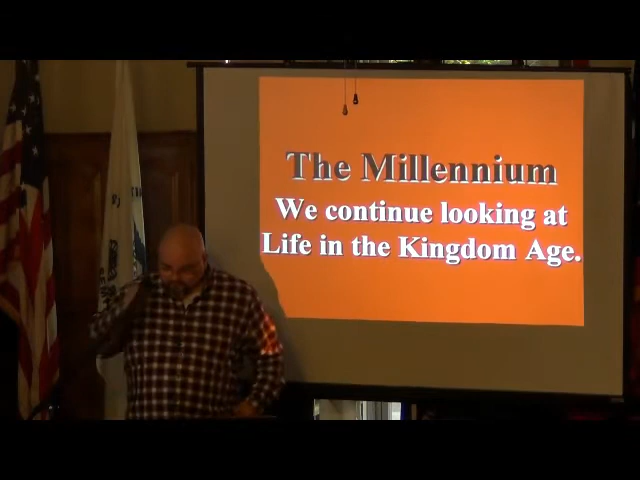 The Millennium
We continue looking at
Life in the Kingdom Age.